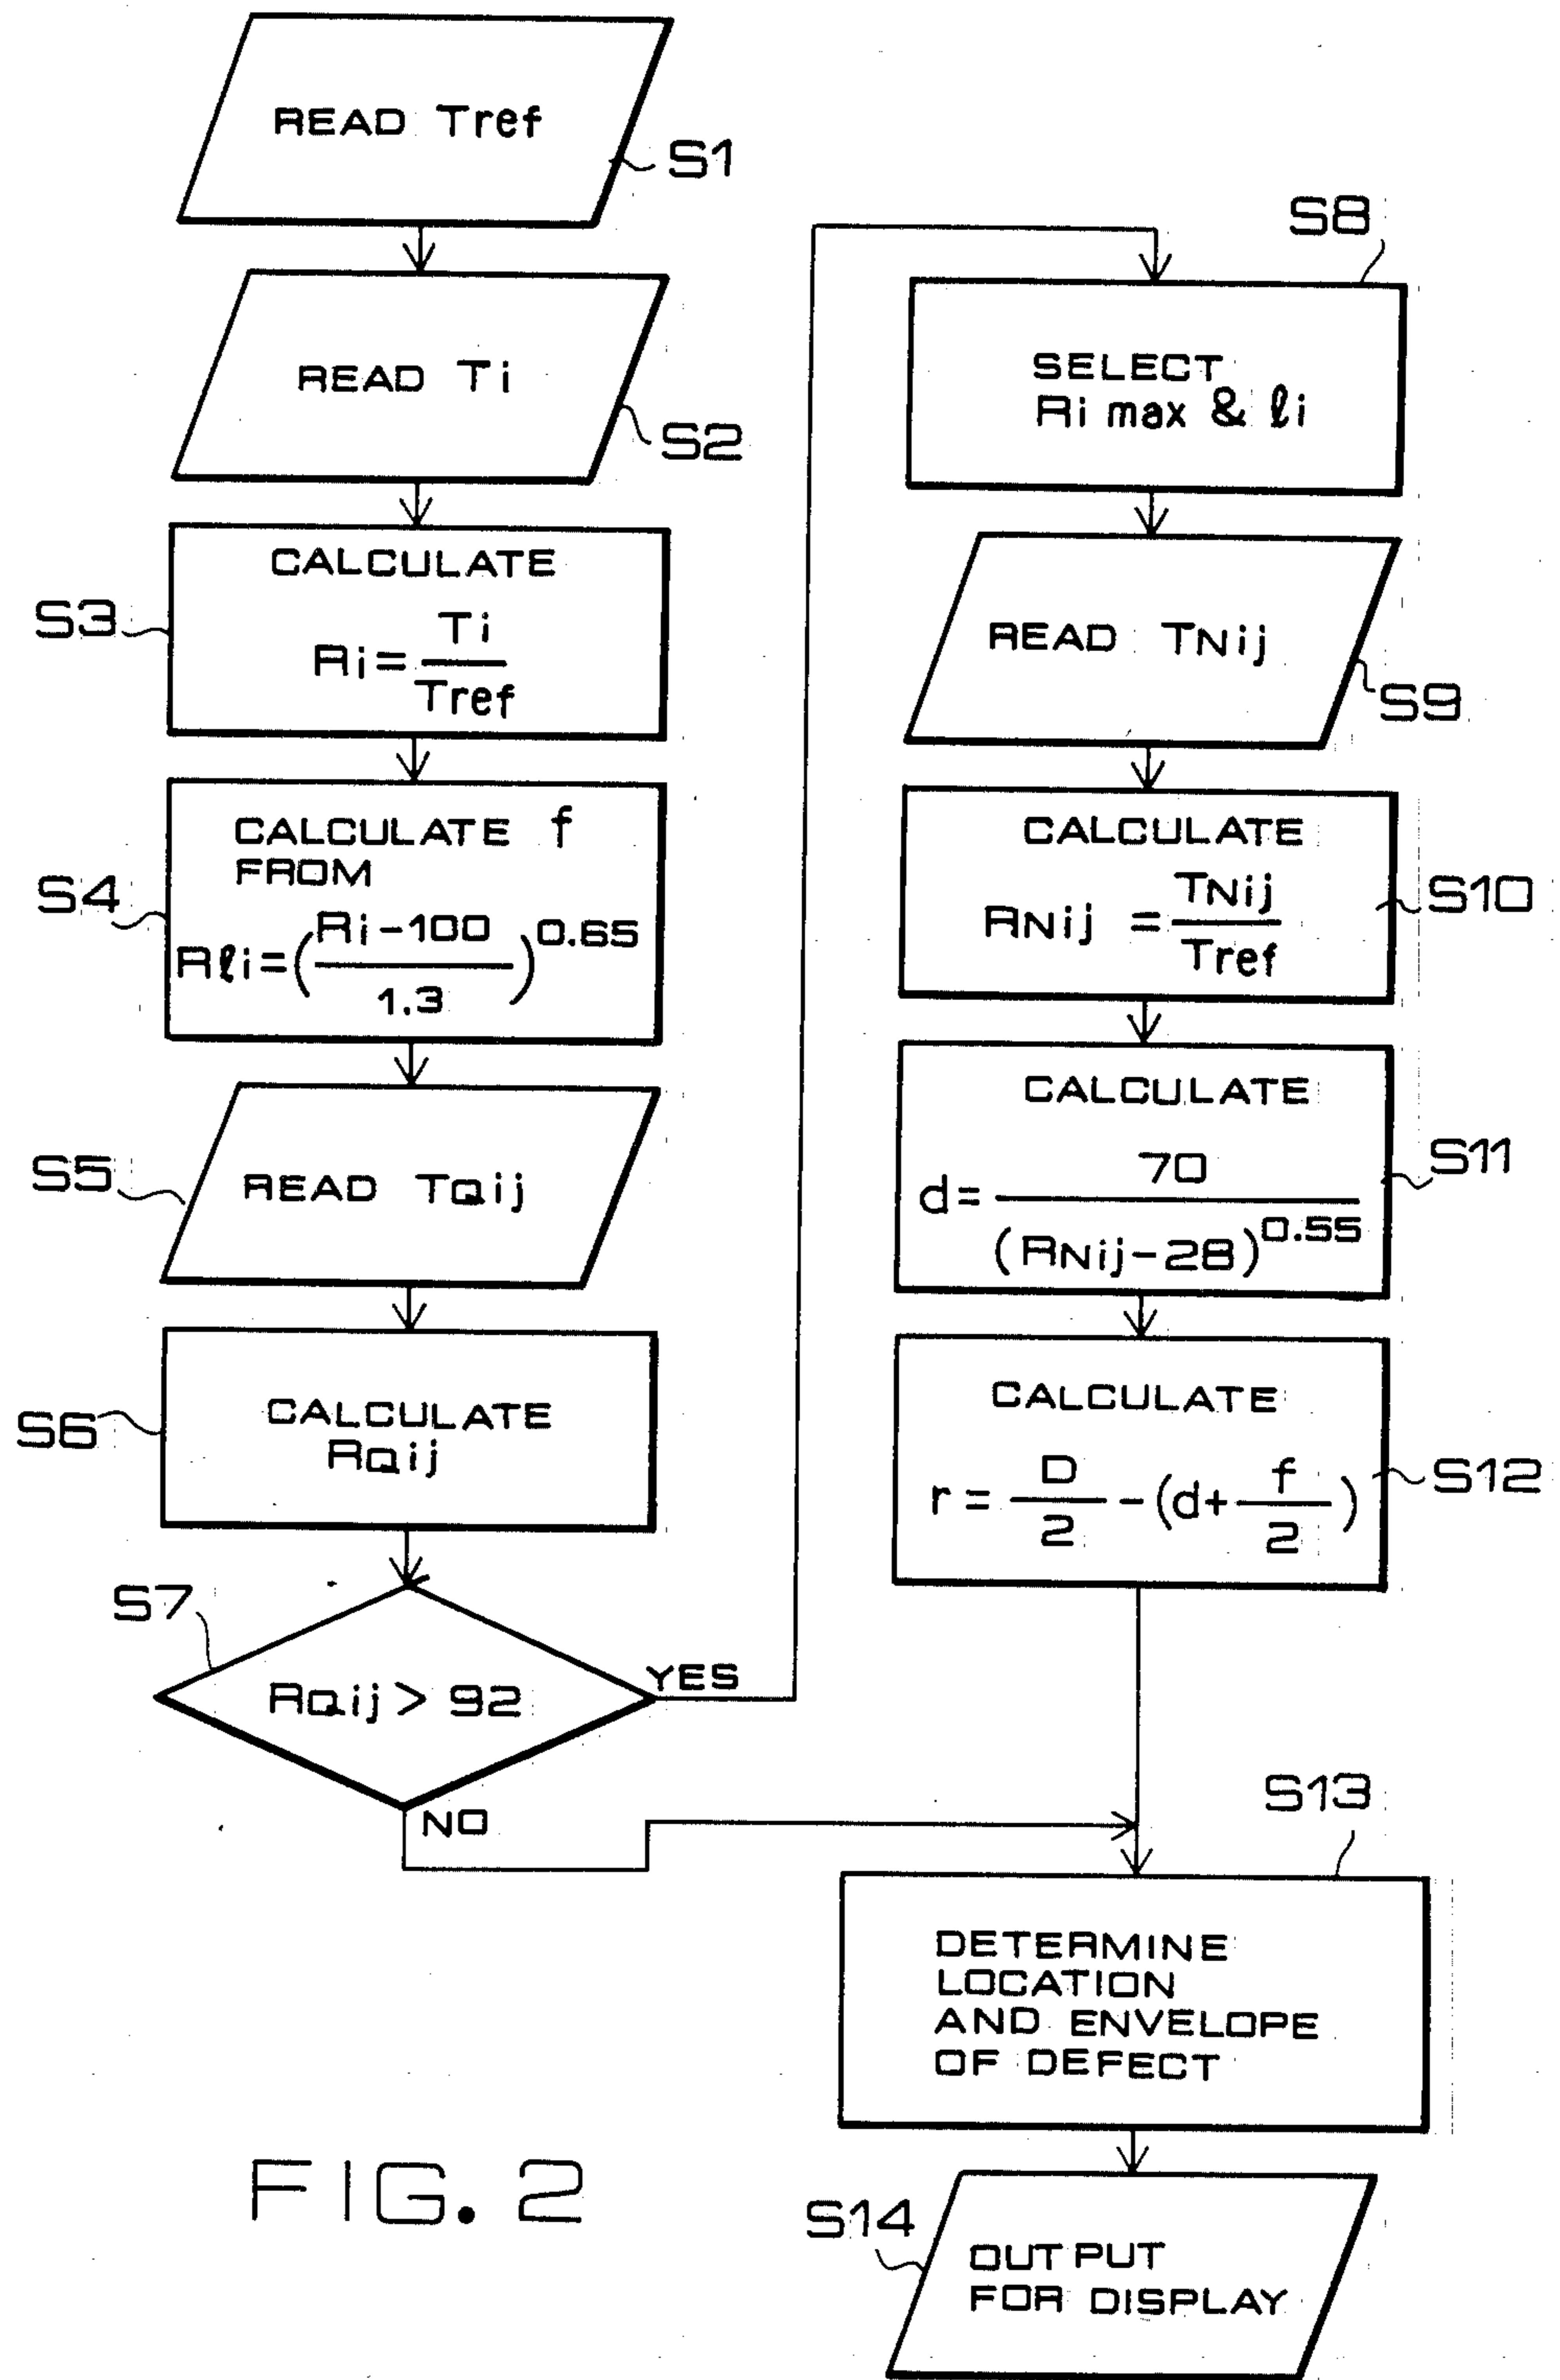 READ Tref
S1
READ Ti
S2
CALCULATE
Ri = Ti / Tref
S3
CALCULATE f
FROM
Rℓi = (Ri - 100 / 1.3)^0.65
S4
READ TQij
S5
CALCULATE
RQij
S6
S7
RQij > 92
YES
NO
S8
SELECT
Ri max & ℓi
READ TNij
S9
CALCULATE
RNij = TNij / Tref
S10
CALCULATE
d = 70 / (RNij - 28)^0.55
S11
CALCULATE
r = D / 2 - (d + f / 2)
S12
S13
DETERMINE
LOCATION
AND ENVELOPE
OF DEFECT
S14
OUTPUT
FOR DISPLAY
FIG. 2